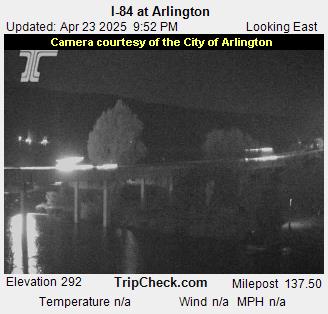 I-84 at Arlington
Updated: Apr 23 2025 9:52 PM Looking East
Camera courtesy of the City of Arlington
Elevation 292 TripCheck.com Milepost 137.50
Temperature n/a Wind n/a MPH n/a